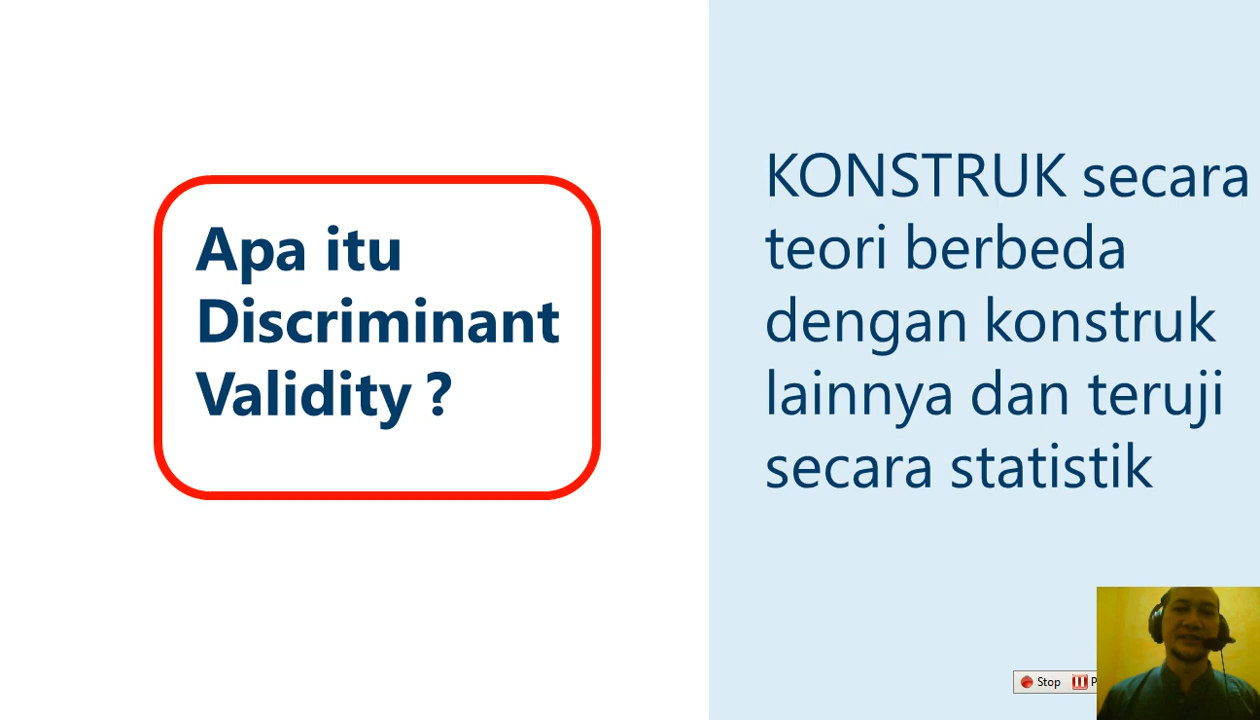 Apa itu
Discriminant
Validity ?
KONSTRUK secara
teori berbeda
dengan konstruk
lainnya dan teruji
secara statistik
Stop